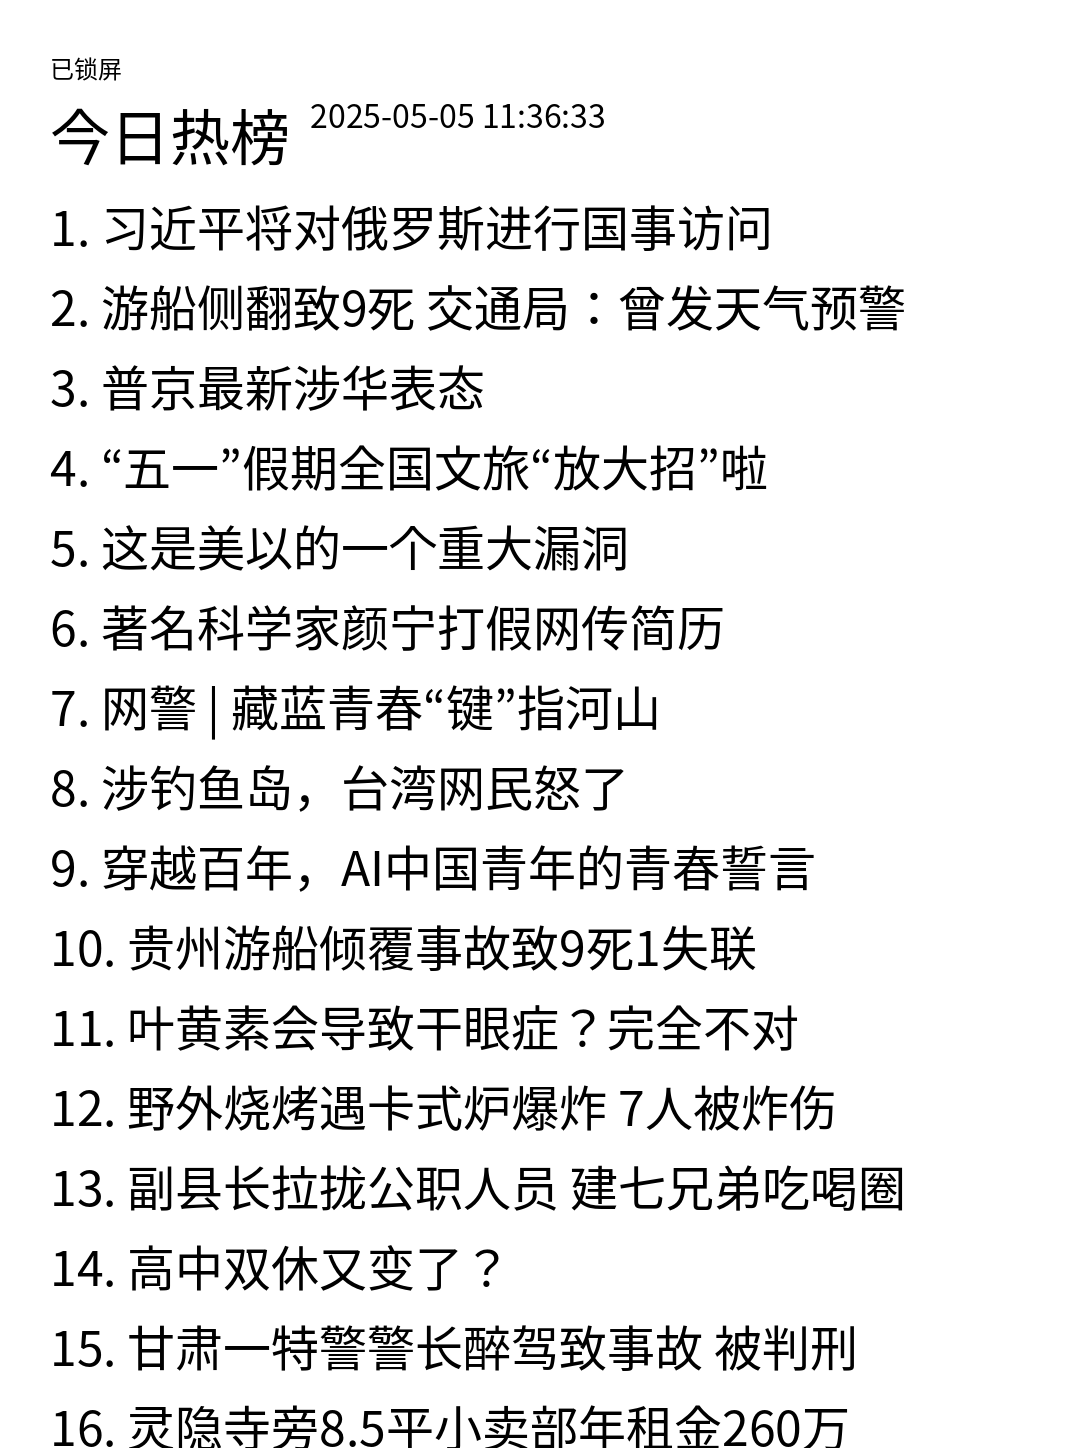 已锁屏
今日热榜 2025-05-05 11:36:33
1. 习近平将对俄罗斯进行国事访问
2. 游船侧翻致9死 交通局：曾发天气预警
3. 普京最新涉华表态
4. “五一”假期全国文旅“放大招”啦
5. 这是美以的一个重大漏洞
6. 著名科学家颜宁打假网传简历
7. 网警 | 藏蓝青春“键”指河山
8. 涉钓鱼岛，台湾网民怒了
9. 穿越百年，AI中国青年的青春誓言
10. 贵州游船倾覆事故致9死1失联
11. 叶黄素会导致干眼症？完全不对
12. 野外烧烤遇卡式炉爆炸 7人被炸伤
13. 副县长拉拢公职人员 建七兄弟吃喝圈
14. 高中双休又变了？
15. 甘肃一特警警长醉驾致事故 被判刑
16. 灵隐寺旁8.5平小卖部年租金260万